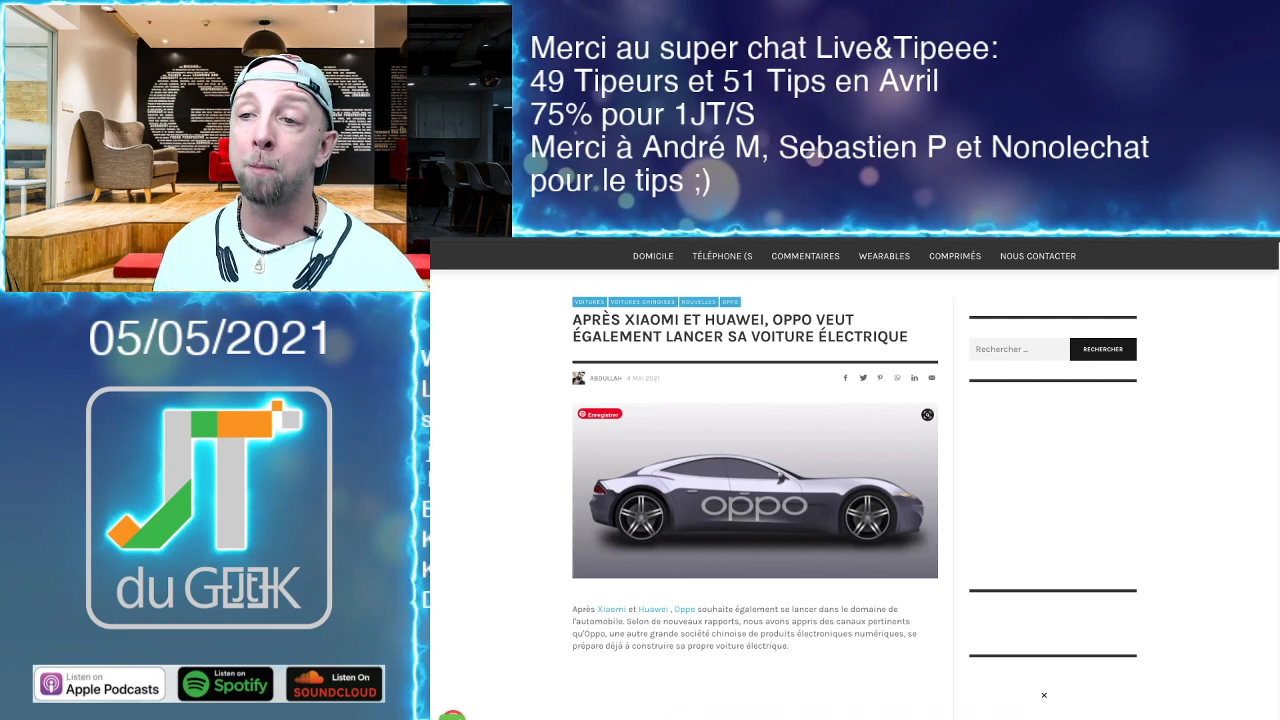 Merci au super chat Live&Tipeee:
49 Tipeurs et 51 Tips en Avril
75% pour 1JT/S
Merci à André M, Sebastien P et Nonolechat
pour le tips ;)
05/05/2021
JT
du GEEK
Listen on
Apple Podcasts
Listen on
Spotify
Listen On
SOUNDCLOUD
DOMICILE TÉLÉPHONE (S COMMENTAIRES WEARABLES COMPRIMÉS NOUS CONTACTER
VOITURES VOITURES CHINOISES NOUVELLES OPPO
APRÈS XIAOMI ET HUAWEI, OPPO VEUT
ÉGALEMENT LANCER SA VOITURE ÉLECTRIQUE
ABDULLAH 4 MAI 2021
Enregistrer
oppo
Après Xiaomi et Huawei , Oppo souhaite également se lancer dans le domaine de
l'automobile. Selon de nouveaux rapports, nous avons appris des canaux pertinents
qu'Oppo, une autre grande société chinoise de produits électroniques numériques, se
prépare déjà à construire sa propre voiture électrique.
Rechercher ...
RECHERCHER